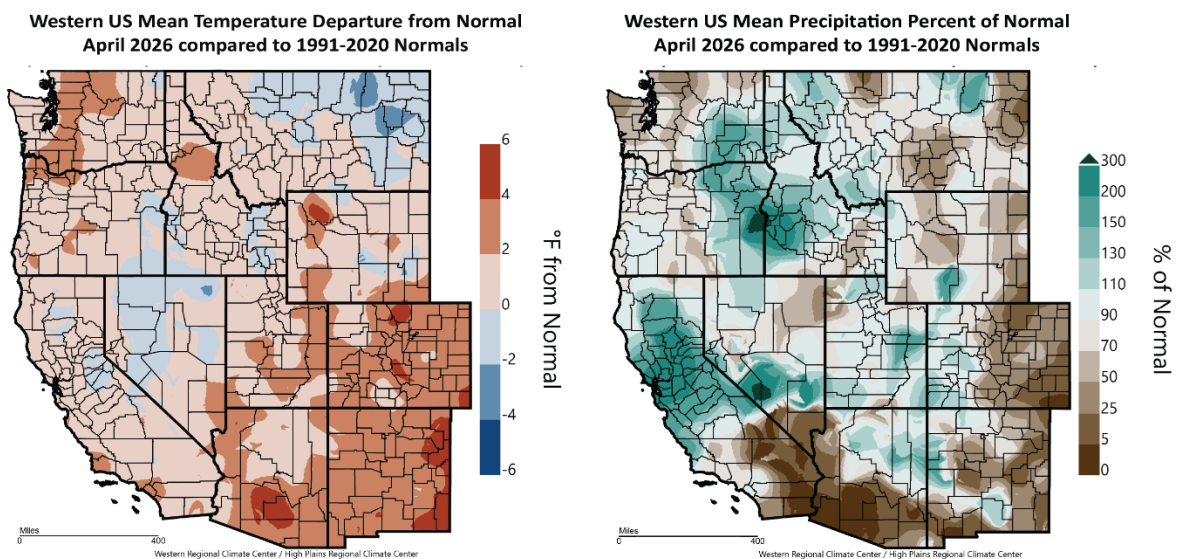 Western US Mean Temperature Departure from Normal
April 2026 compared to 1991-2020 Normals
6
4
2
0
-2
-4
-6
°F from Normal
Miles
400
Western Regional Climate Center / High Plains Regional Climate Center
Western US Mean Precipitation Percent of Normal
April 2026 compared to 1991-2020 Normals
300
200
150
130
110
90
70
50
25
5
0
% of Normal
Miles
400
Western Regional Climate Center / High Plains Regional Climate Center